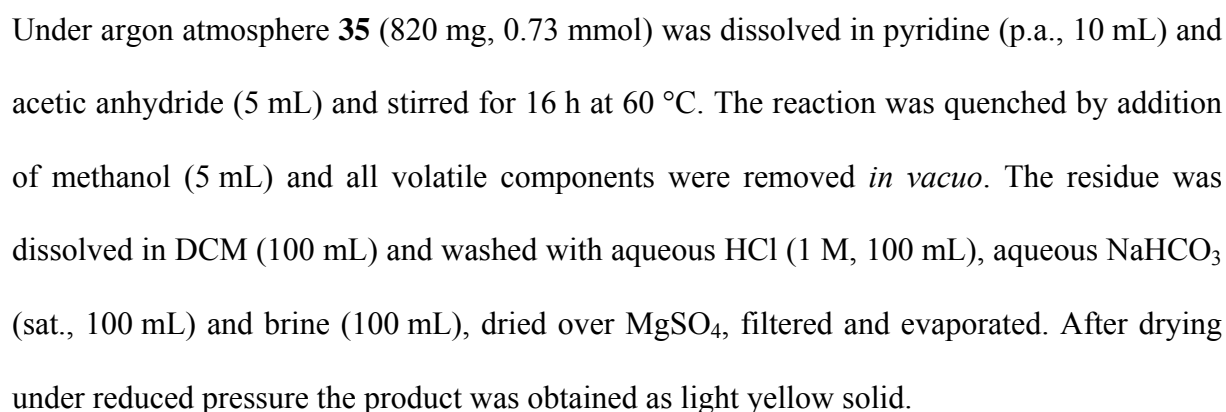 Under argon atmosphere 35 (820 mg, 0.73 mmol) was dissolved in pyridine (p.a., 10 mL) and
acetic anhydride (5 mL) and stirred for 16 h at 60 °C. The reaction was quenched by addition
of methanol (5 mL) and all volatile components were removed in vacuo. The residue was
dissolved in DCM (100 mL) and washed with aqueous HCl (1 M, 100 mL), aqueous NaHCO₃
(sat., 100 mL) and brine (100 mL), dried over MgSO₄, filtered and evaporated. After drying
under reduced pressure the product was obtained as light yellow solid.